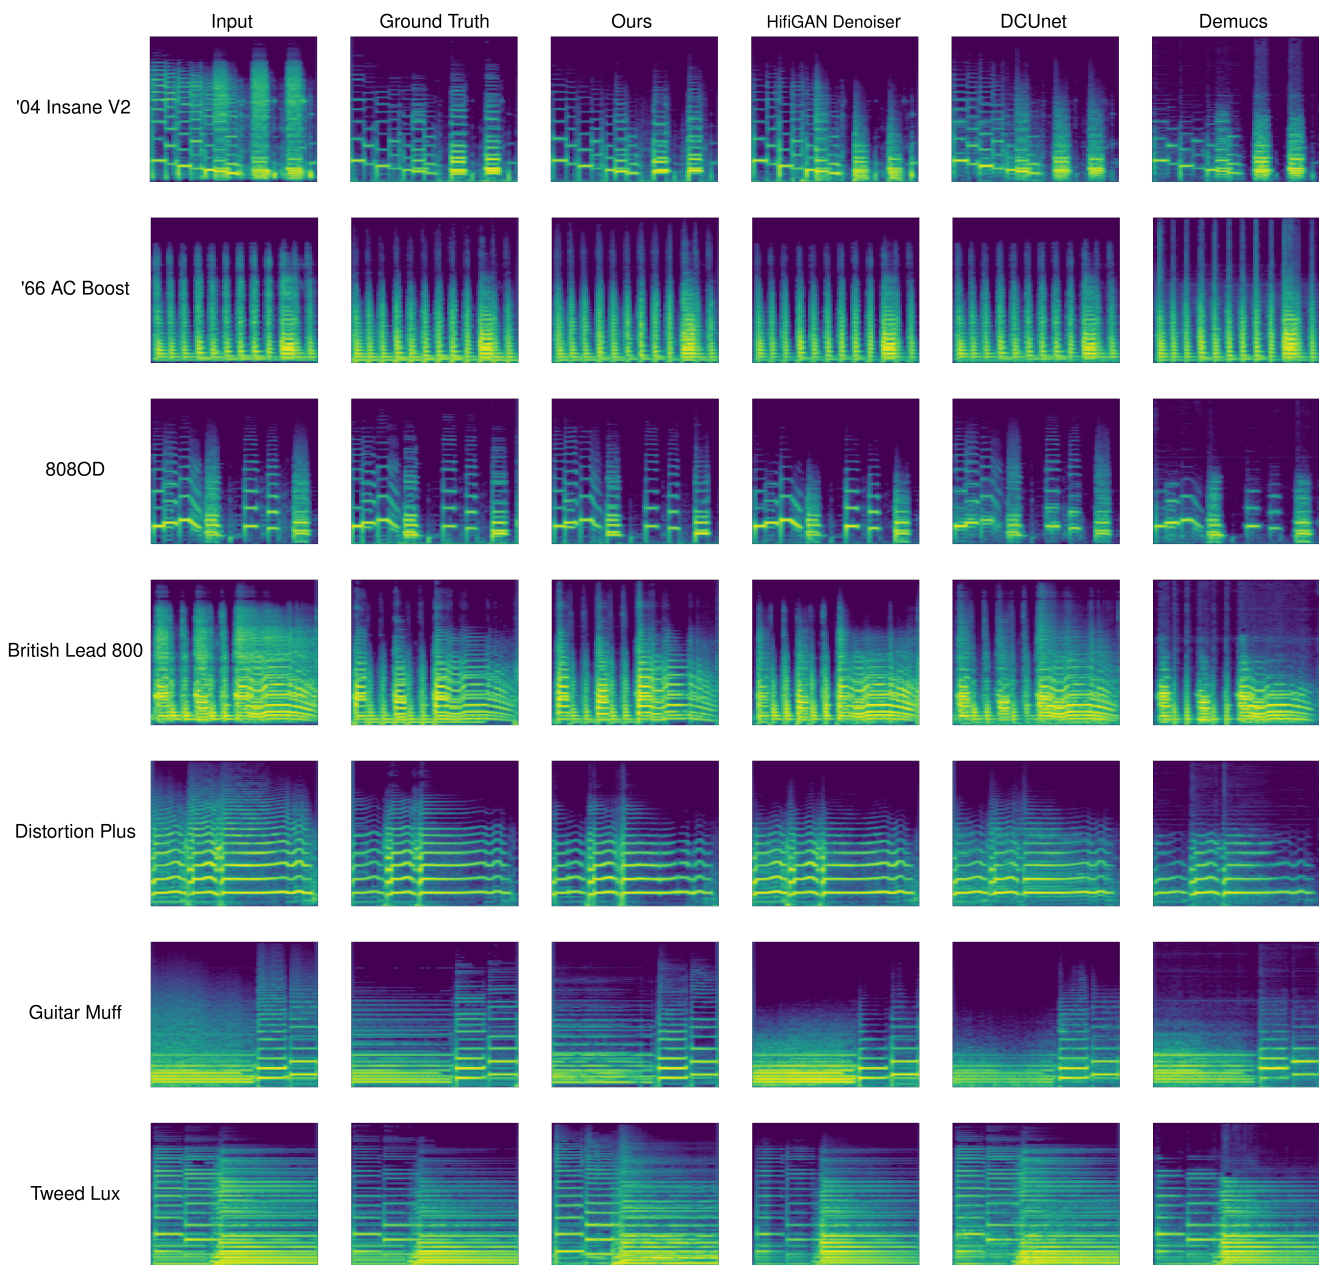 Input Ground Truth Ours HifiGAN Denoiser DCUnet Demucs
'04 Insane V2
'66 AC Boost
808OD
British Lead 800
Distortion Plus
Guitar Muff
Tweed Lux